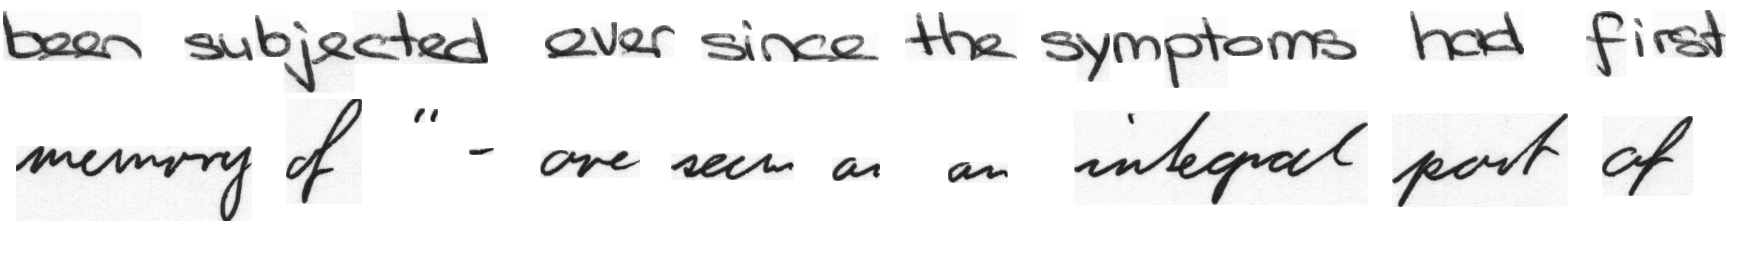 been subjected ever since the symptoms had first
memory of " - are seen as an integral part of